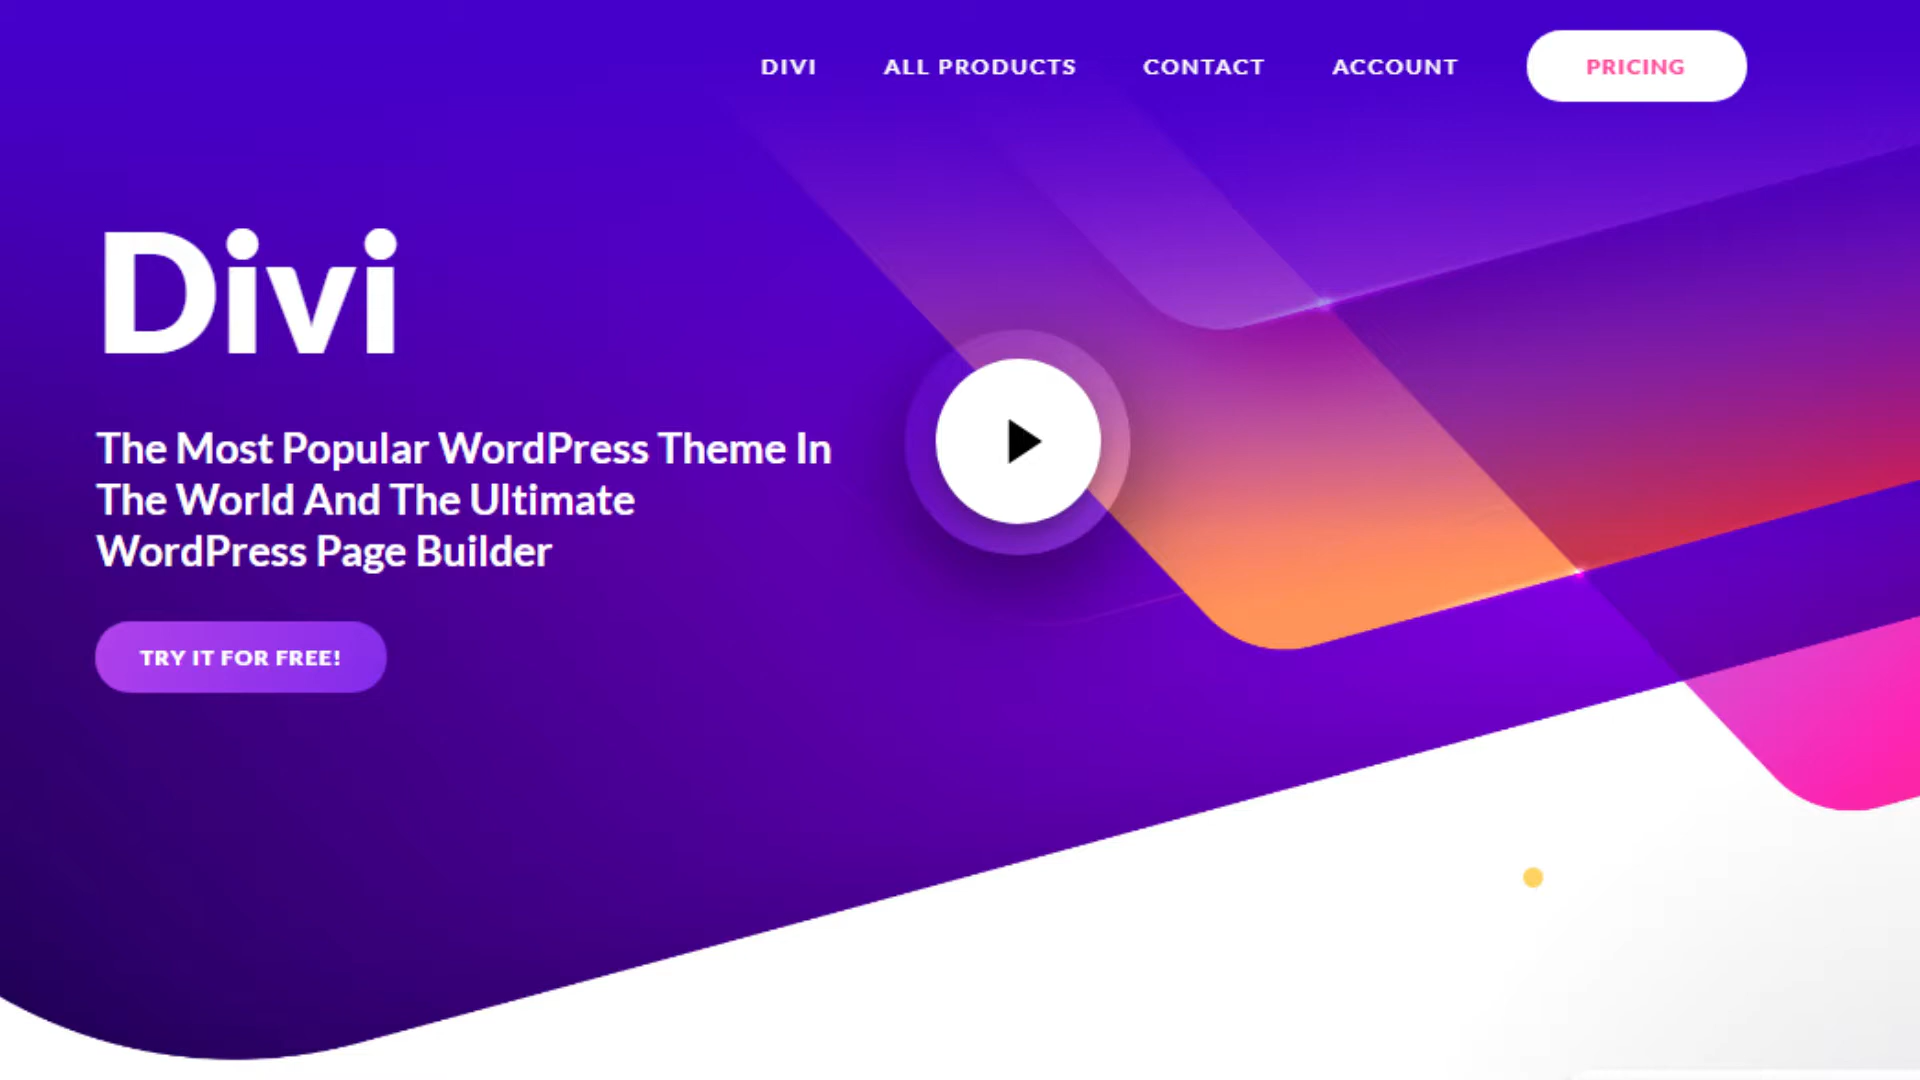 DIVI ALL PRODUCTS CONTACT ACCOUNT PRICING
Divi
The Most Popular WordPress Theme In
The World And The Ultimate
WordPress Page Builder
TRY IT FOR FREE!